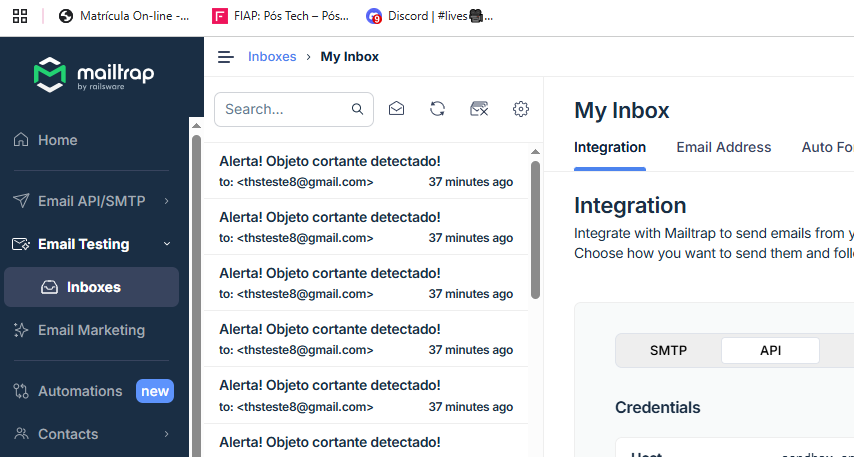 Matrícula On-line -...
FIAP: Pós Tech – Pós...
Discord | #lives...
mailtrap
by railsware
Home
Email API/SMTP
Email Testing
Inboxes
Email Marketing
Automations new
Contacts
Inboxes › My Inbox
Search...
Alerta! Objeto cortante detectado!
to: <thsteste8@gmail.com> 37 minutes ago
Alerta! Objeto cortante detectado!
to: <thsteste8@gmail.com> 37 minutes ago
Alerta! Objeto cortante detectado!
to: <thsteste8@gmail.com> 37 minutes ago
Alerta! Objeto cortante detectado!
to: <thsteste8@gmail.com> 37 minutes ago
Alerta! Objeto cortante detectado!
to: <thsteste8@gmail.com> 37 minutes ago
Alerta! Objeto cortante detectado!
My Inbox
Integration Email Address Auto Fo
Integration
Integrate with Mailtrap to send emails from y
Choose how you want to send them and foll
SMTP API
Credentials
Host